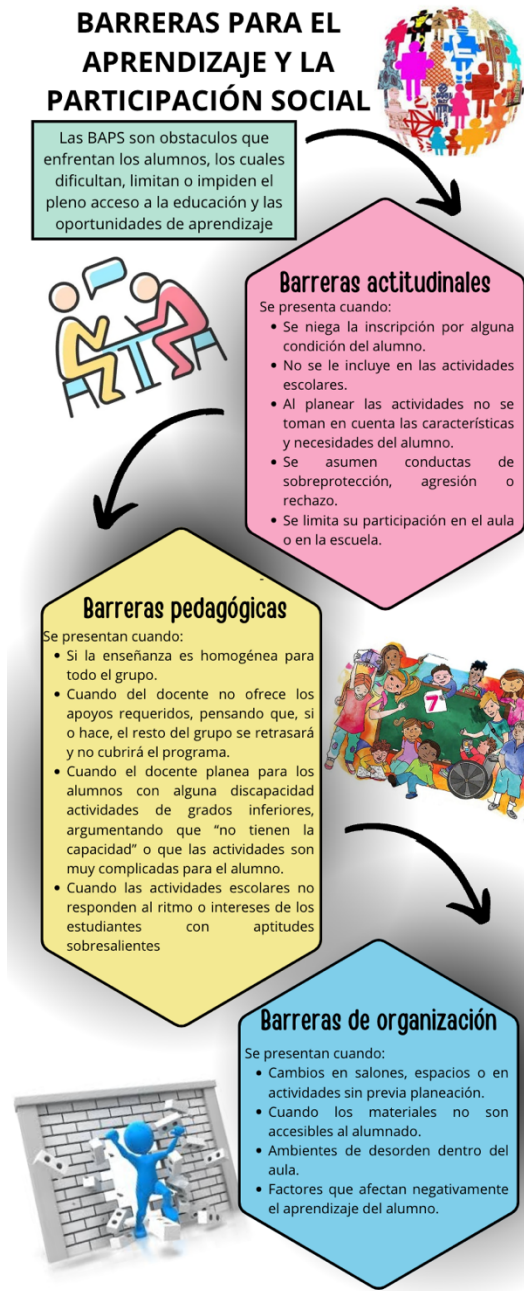 BARRERAS PARA EL
APRENDIZAJE Y LA
PARTICIPACIÓN SOCIAL
Las BAPS son obstaculos que
enfrentan los alumnos, los cuales
dificultan, limitan o impiden el
pleno acceso a la educación y las
oportunidades de aprendizaje
Barreras actitudinales
Se presenta cuando:
• Se niega la inscripción por alguna
condición del alumno.
• No se le incluye en las actividades
escolares.
• Al planear las actividades no se
toman en cuenta las características
y necesidades del alumno.
• Se asumen conductas de
sobreprotección, agresión o
rechazo.
• Se limita su participación en el aula
o en la escuela.
-
Barreras pedagógicas
Se presentan cuando:
• Si la enseñanza es homogénea para
todo el grupo.
• Cuando del docente no ofrece los
apoyos requeridos, pensando que, si
o hace, el resto del grupo se retrasará
y no cubrirá el programa.
• Cuando el docente planea para los
alumnos con alguna discapacidad
actividades de grados inferiores,
argumentando que “no tienen la
capacidad” o que las actividades son
muy complicadas para el alumno.
• Cuando las actividades escolares no
responden al ritmo o intereses de los
estudiantes con aptitudes
sobresalientes
7
Barreras de organización
Se presentan cuando:
• Cambios en salones, espacios o en
actividades sin previa planeación.
• Cuando los materiales no son
accesibles al alumnado.
• Ambientes de desorden dentro del
aula.
• Factores que afectan negativamente
el aprendizaje del alumno.